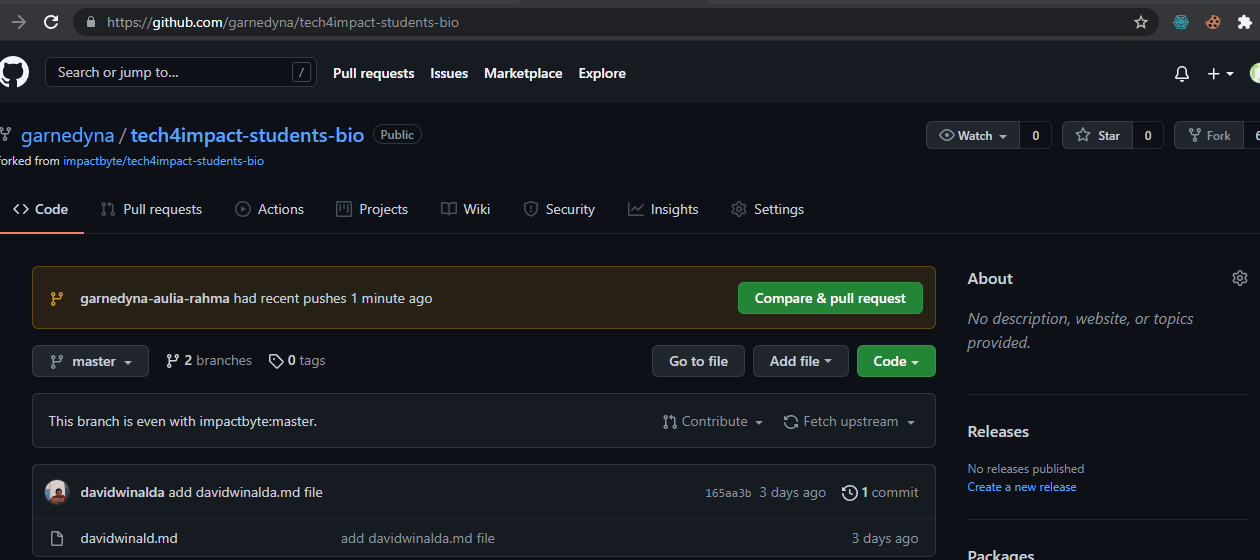 https://github.com/garnedyna/tech4impact-students-bio
Search or jump to... / Pull requests Issues Marketplace Explore
garnedyna / tech4impact-students-bio Public Watch 0 Star 0 Fork
forked from impactbyte/tech4impact-students-bio
Code Pull requests Actions Projects Wiki Security Insights Settings
garnedyna-aulia-rahma had recent pushes 1 minute ago Compare & pull request
master 2 branches 0 tags Go to file Add file Code
This branch is even with impactbyte:master. Contribute Fetch upstream
davidwinalda add davidwinalda.md file 165aa3b 3 days ago 1 commit
davidwinald.md add davidwinalda.md file 3 days ago
About
No description, website, or topics
provided.
Releases
No releases published
Create a new release
Packages